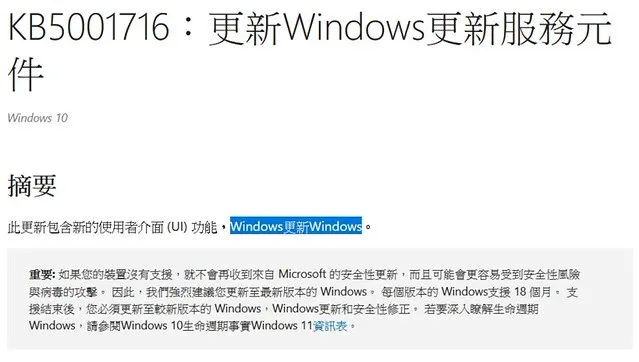 KB5001716：更新Windows更新服務元
件
Windows 10
摘要
此更新包含新的使用者介面 (UI) 功能，Windows更新Windows。
重要: 如果您的裝置沒有支援，就不會再收到來自 Microsoft 的安全性更新，而且可能會更容易受到安全性風險
與病毒的攻擊。 因此，我們強烈建議您更新至最新版本的 Windows。 每個版本的 Windows支援 18 個月。 支
援結束後，您必須更新至較新版本的 Windows，Windows更新和安全性修正。 若要深入瞭解生命週期
Windows，請參閱Windows 10生命週期事實Windows 11資訊表。